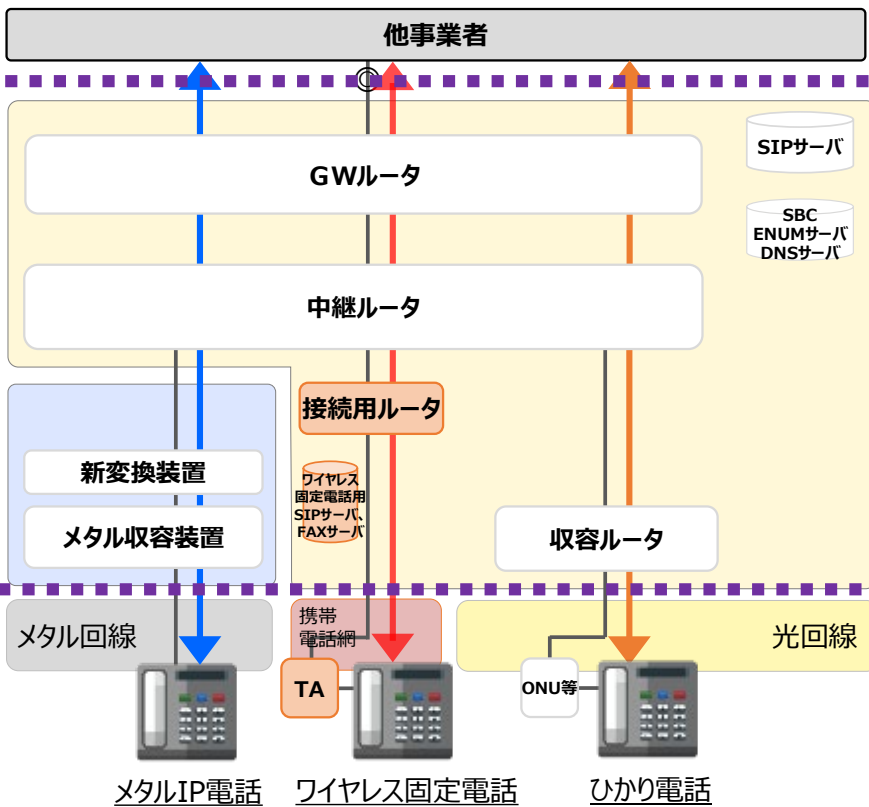 他事業者
SIPサーバ
GWルータ
SBC
ENUMサーバ
DNSサーバ
中継ルータ
接続用ルータ
新変換装置
ワイヤレス
固定電話用
SIPサーバ、
FAXサーバ
メタル収容装置
収容ルータ
メタル回線
携帯
電話網
光回線
TA
ONU等
メタルIP電話
ワイヤレス固定電話
ひかり電話